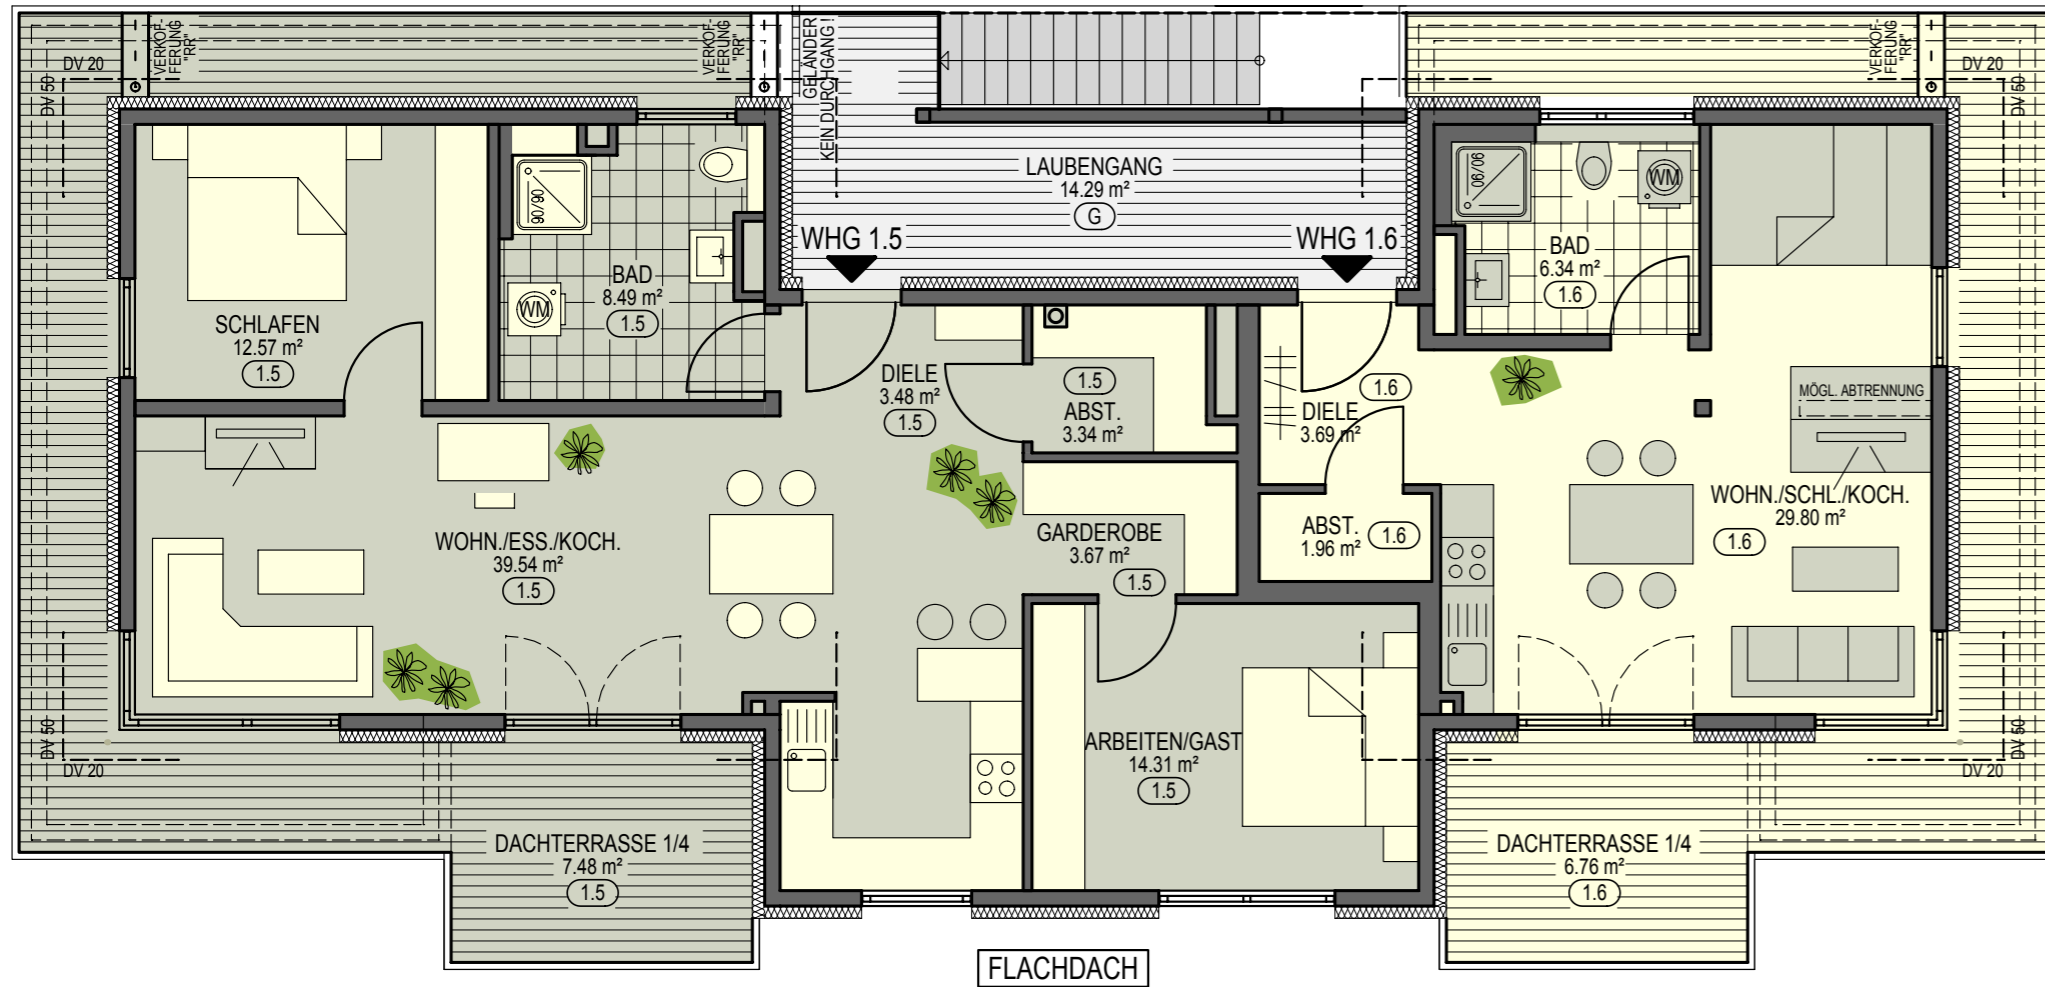 VERKOF-
FERUNG
"RR"
VERKOF-
FERUNG
"RR"
GELÄNDER
KEIN DURCHGANG !
VERKOF-
FERUNG
"RR"
DV 20
DV 50
DV 20
DV 50
LAUBENGANG
14.29 m²
G
WHG 1.5
WHG 1.6
90/90
BAD
8.49 m²
1.5
WM
SCHLAFEN
12.57 m²
1.5
90/90
WM
BAD
6.34 m²
1.6
DIELE
3.48 m²
1.5
1.5
ABST.
3.34 m²
1.6
DIELE
3.69 m²
MÖGL. ABTRENNUNG
WOHN./ESS./KOCH.
39.54 m²
1.5
GARDEROBE
3.67 m²
1.5
ABST.
1.96 m²
1.6
WOHN./SCHL./KOCH.
29.80 m²
1.6
ARBEITEN/GAST
14.31 m²
1.5
DV 50
DV 20
DV 50
DV 20
DACHTERRASSE 1/4
7.48 m²
1.5
DACHTERRASSE 1/4
6.76 m²
1.6
FLACHDACH